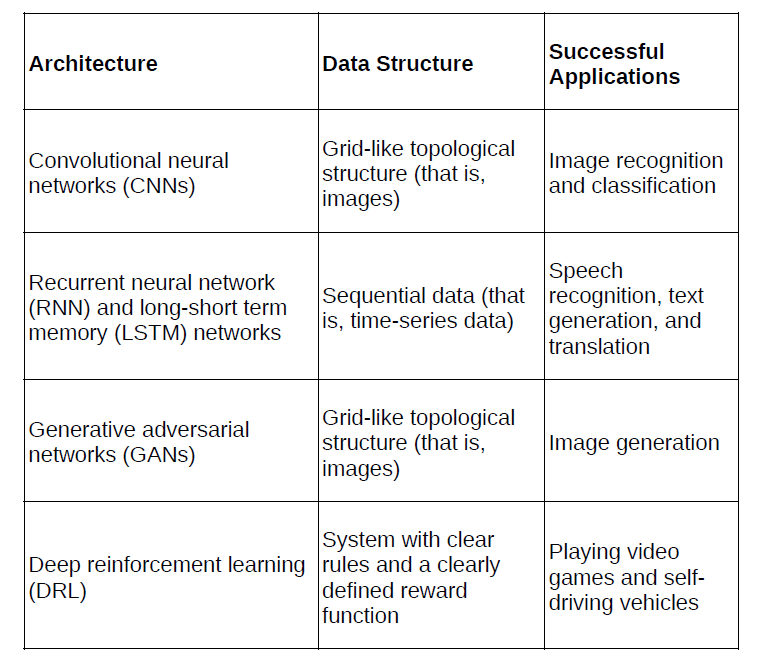 Architecture
Data Structure
Successful
Applications
Convolutional neural
networks (CNNs)
Grid-like topological
structure (that is,
images)
Image recognition
and classification
Recurrent neural network
(RNN) and long-short term
memory (LSTM) networks
Sequential data (that
is, time-series data)
Speech
recognition, text
generation, and
translation
Generative adversarial
networks (GANs)
Grid-like topological
structure (that is,
images)
Image generation
Deep reinforcement learning
(DRL)
System with clear
rules and a clearly
defined reward
function
Playing video
games and self-
driving vehicles